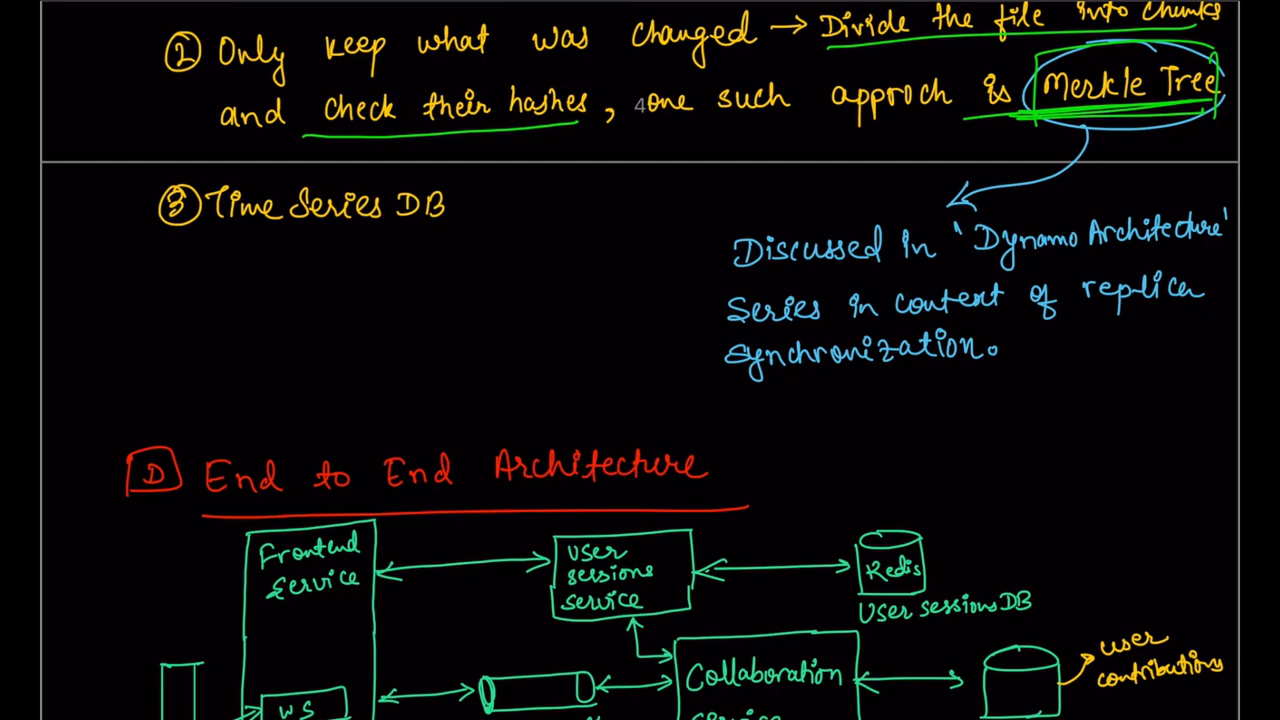 ② Only keep what was changed → Divide the file into chunks
and check their hashes, 4one such approch is Merkle Tree
③ Time Series DB
Discussed in 'Dynamo Architecture'
Series in content of replica
synchronization.
D End to End Architecture
Frontend
Service
User
sessions
service
Redis
User sessions DB
Collaboration
service
user
contributions
WS